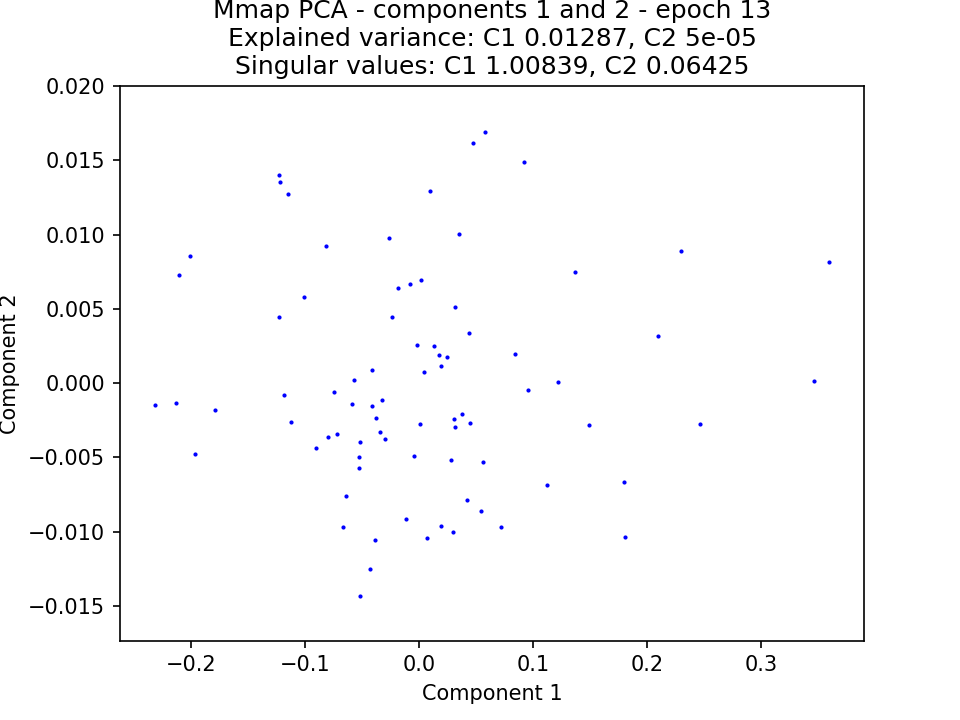 Mmap PCA - components 1 and 2 - epoch 13
Explained variance: C1 0.01287, C2 5e-05
Singular values: C1 1.00839, C2 0.06425
0.020
0.015
0.010
0.005
0.000
−0.005
−0.010
−0.015
Component 2
−0.2
−0.1
0.0
0.1
0.2
0.3
Component 1